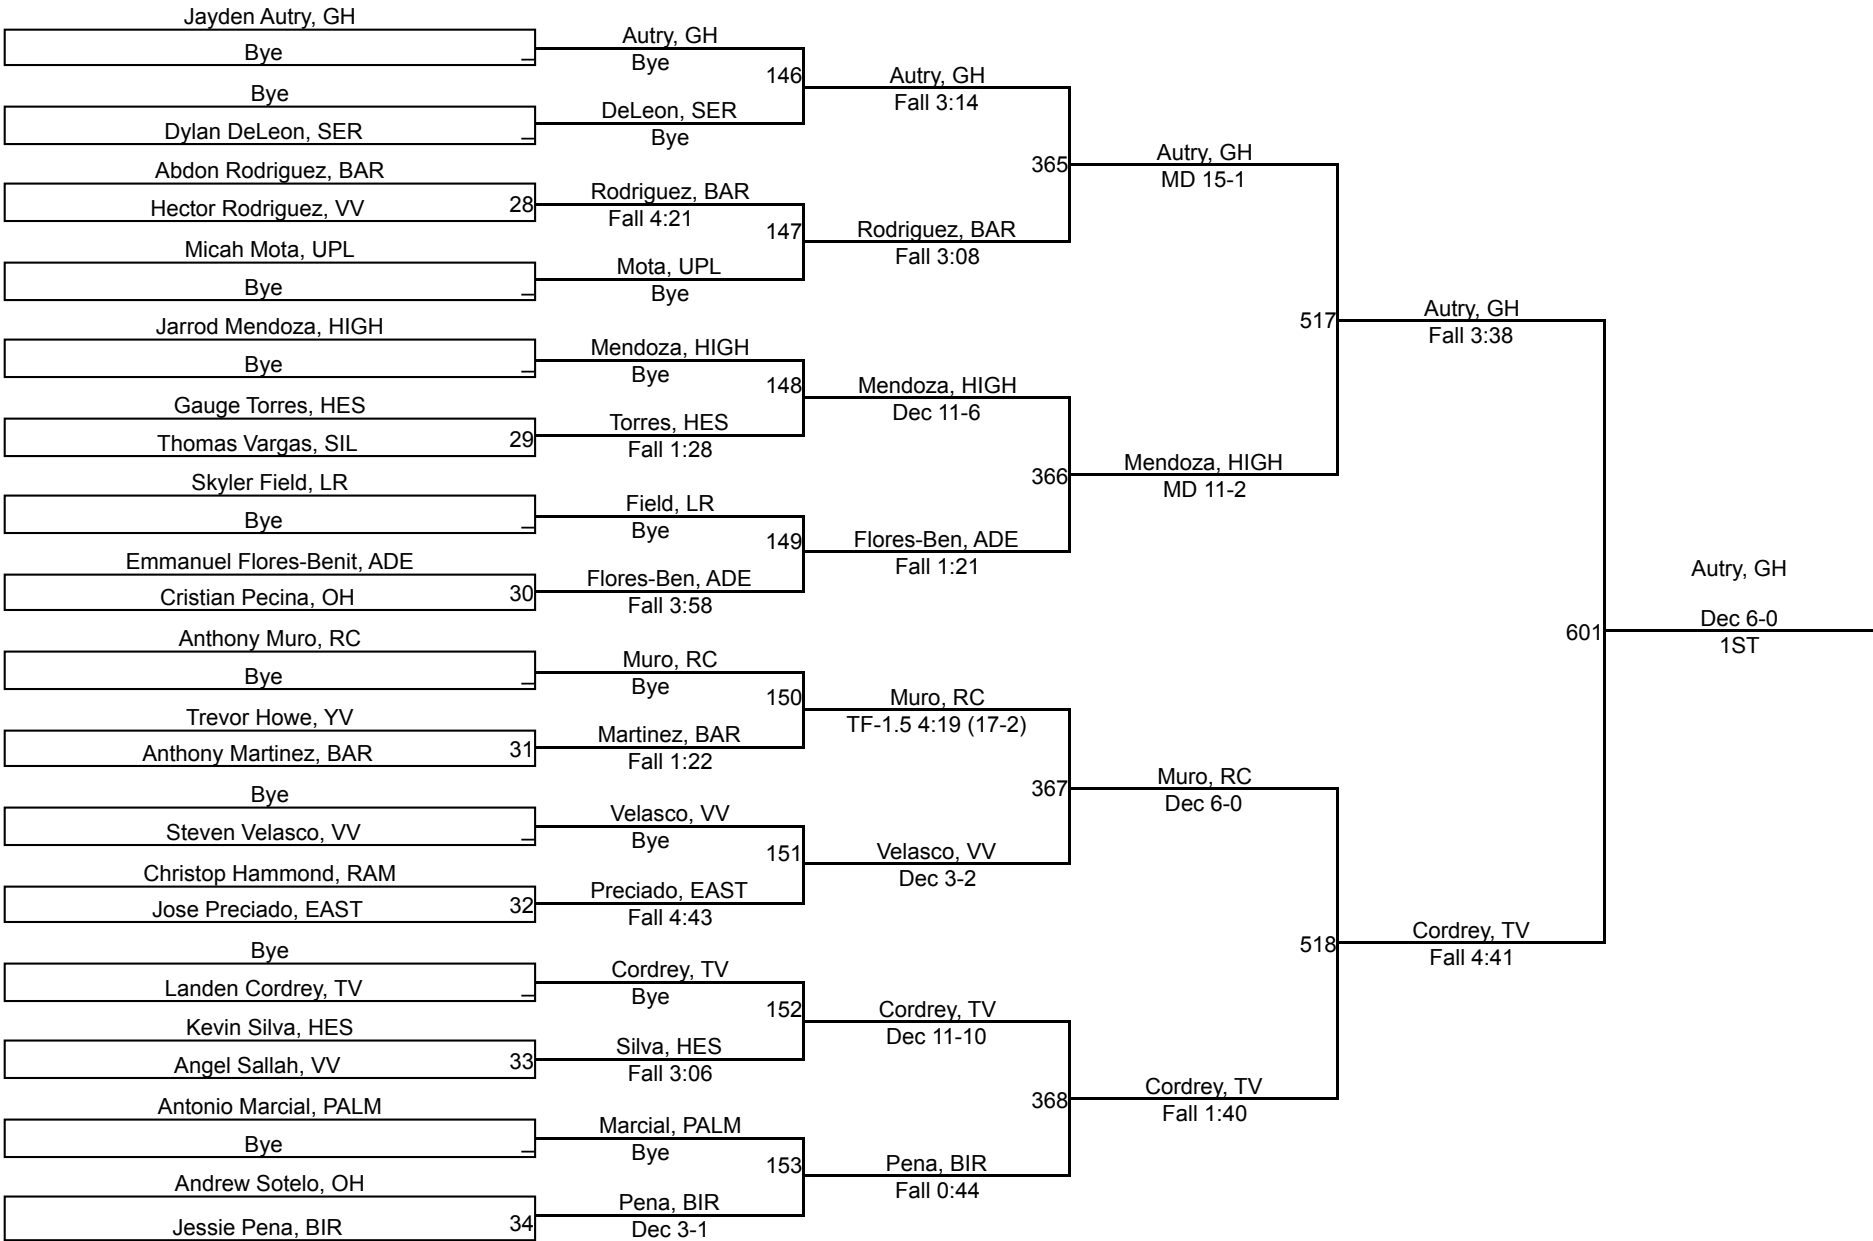 Jayden Autry, GH
Bye
_
Bye
Dylan DeLeon, SER
_
Abdon Rodriguez, BAR
Hector Rodriguez, VV
28
Micah Mota, UPL
Bye
_
Jarrod Mendoza, HIGH
Bye
_
Gauge Torres, HES
Thomas Vargas, SIL
29
Skyler Field, LR
Bye
_
Emmanuel Flores-Benit, ADE
Cristian Pecina, OH
30
Anthony Muro, RC
Bye
_
Trevor Howe, YV
Anthony Martinez, BAR
31
Bye
Steven Velasco, VV
_
Christop Hammond, RAM
Jose Preciado, EAST
32
Bye
Landen Cordrey, TV
_
Kevin Silva, HES
Angel Sallah, VV
33
Antonio Marcial, PALM
Bye
_
Andrew Sotelo, OH
Jessie Pena, BIR
34
Autry, GH
Bye
146
DeLeon, SER
Bye
Rodriguez, BAR
Fall 4:21
147
Mota, UPL
Bye
Mendoza, HIGH
Bye
148
Torres, HES
Fall 1:28
Field, LR
Bye
149
Flores-Ben, ADE
Fall 3:58
Muro, RC
Bye
150
Martinez, BAR
Fall 1:22
Velasco, VV
Bye
151
Preciado, EAST
Fall 4:43
Cordrey, TV
Bye
152
Silva, HES
Fall 3:06
Marcial, PALM
Bye
153
Pena, BIR
Dec 3-1
Autry, GH
Fall 3:14
365
Rodriguez, BAR
Fall 3:08
Mendoza, HIGH
Dec 11-6
366
Flores-Ben, ADE
Fall 1:21
Muro, RC
TF-1.5 4:19 (17-2)
367
Velasco, VV
Dec 3-2
Cordrey, TV
Dec 11-10
368
Pena, BIR
Fall 0:44
Autry, GH
MD 15-1
517
Mendoza, HIGH
MD 11-2
Muro, RC
Dec 6-0
518
Cordrey, TV
Fall 1:40
Autry, GH
Fall 3:38
601
Cordrey, TV
Fall 4:41
Autry, GH
Dec 6-0
1ST